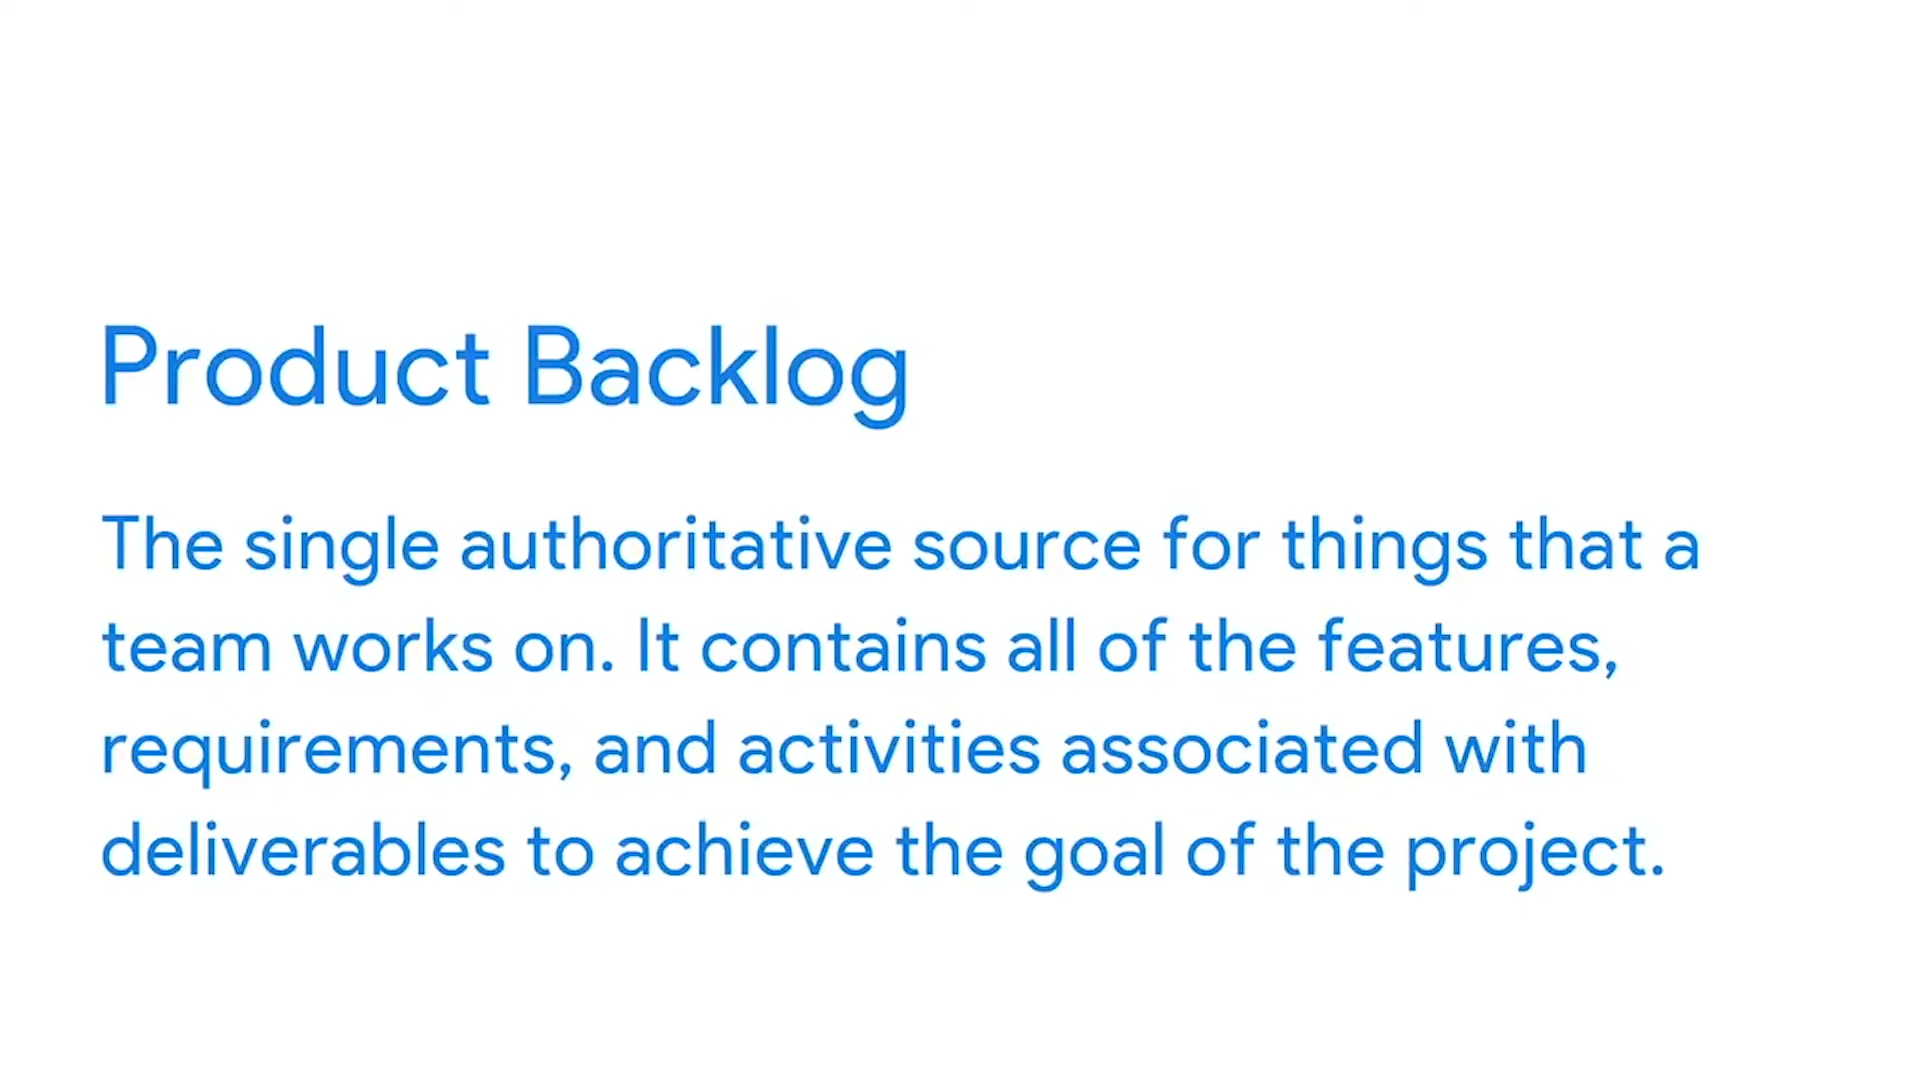 Product Backlog
The single authoritative source for things that a
team works on. It contains all of the features,
requirements, and activities associated with
deliverables to achieve the goal of the project.